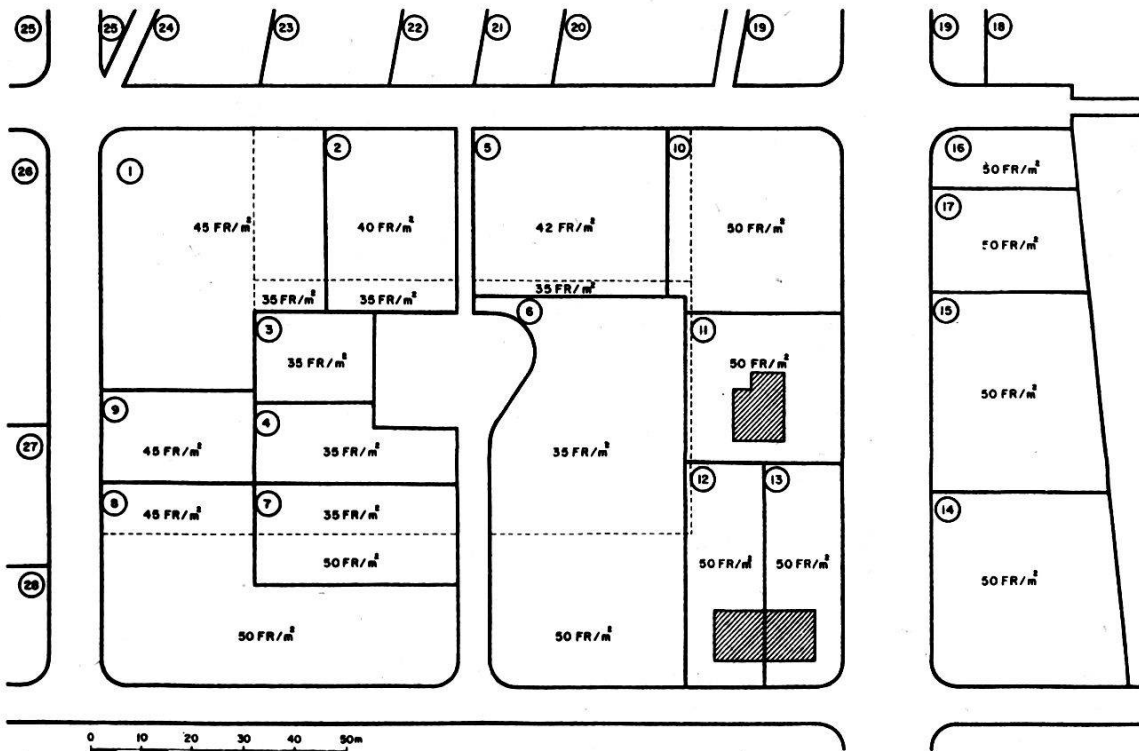 25
25
24
23
22
21
20
19
19
18
26
1
2
5
10
16
50 FR/m²
17
45 FR/m²
40 FR/m²
42 FR/m²
50 FR/m²
50 FR/m²
35 FR/m²
35 FR/m²
35 FR/m²
6
15
3
11
35 FR/m²
50 FR/m²
50 FR/m²
9
4
27
45 FR/m²
35 FR/m²
35 FR/m²
12
13
8
7
14
45 FR/m²
35 FR/m²
50 FR/m²
50 FR/m²
50 FR/m²
50 FR/m²
28
50 FR/m²
50 FR/m²
0 10 20 30 40 50m